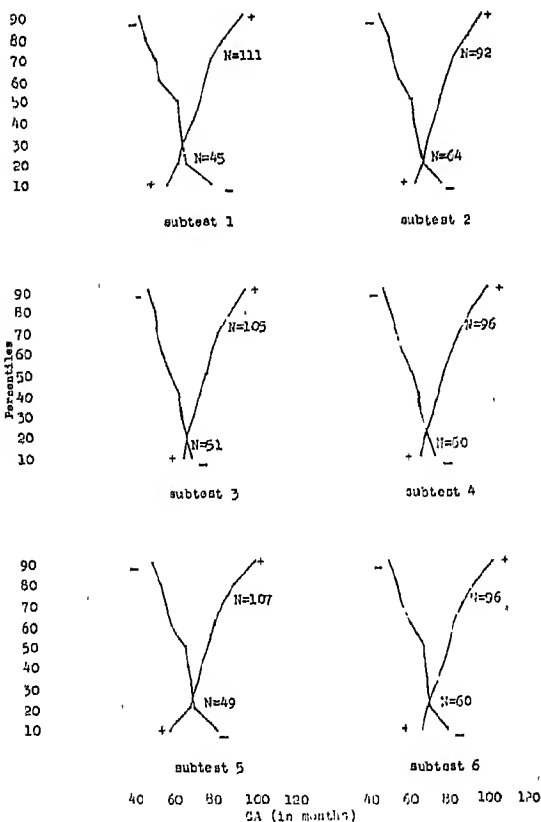 90
80
70
60
50
40
30
20
10
− +
N=111
N=45
+ −
subtest 1
− +
N=92
N=64
+ −
subtest 2
Percentiles
90
80
70
60
50
40
30
20
10
− +
N=105
N=51
+ −
subtest 3
− +
N=96
N=60
+ −
subtest 4
90
80
70
60
50
40
30
20
10
− +
N=107
N=49
+ −
subtest 5
− +
N=96
N=60
+ −
subtest 6
40 60 80 100 120 40 60 80 100 120
CA (in months)